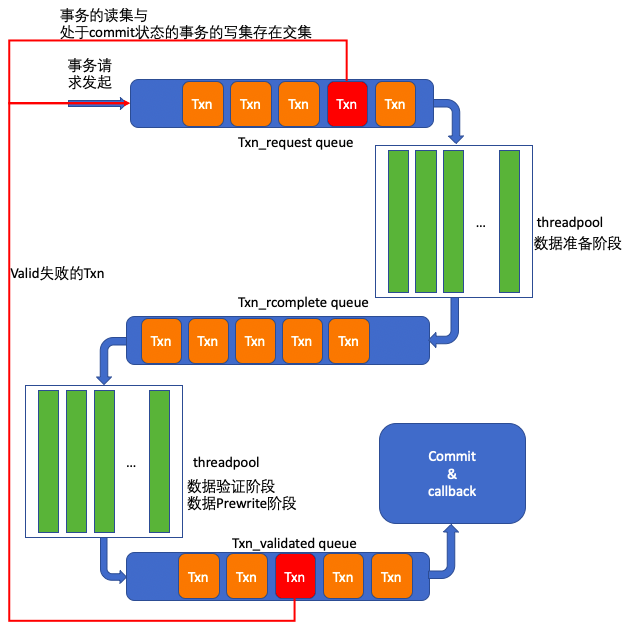 事务的读集与
处于commit状态的事务的写集存在交集
事务请
求发起
Txn
Txn
Txn
Txn
Txn
Txn_request queue
...
threadpool
数据准备阶段
Valid失败的Txn
Txn_rcomplete queue
Txn
Txn
Txn
Txn
Txn
...
threadpool
数据验证阶段
数据Prewrite阶段
Commit
&
callback
Txn_validated queue
Txn
Txn
Txn
Txn
Txn